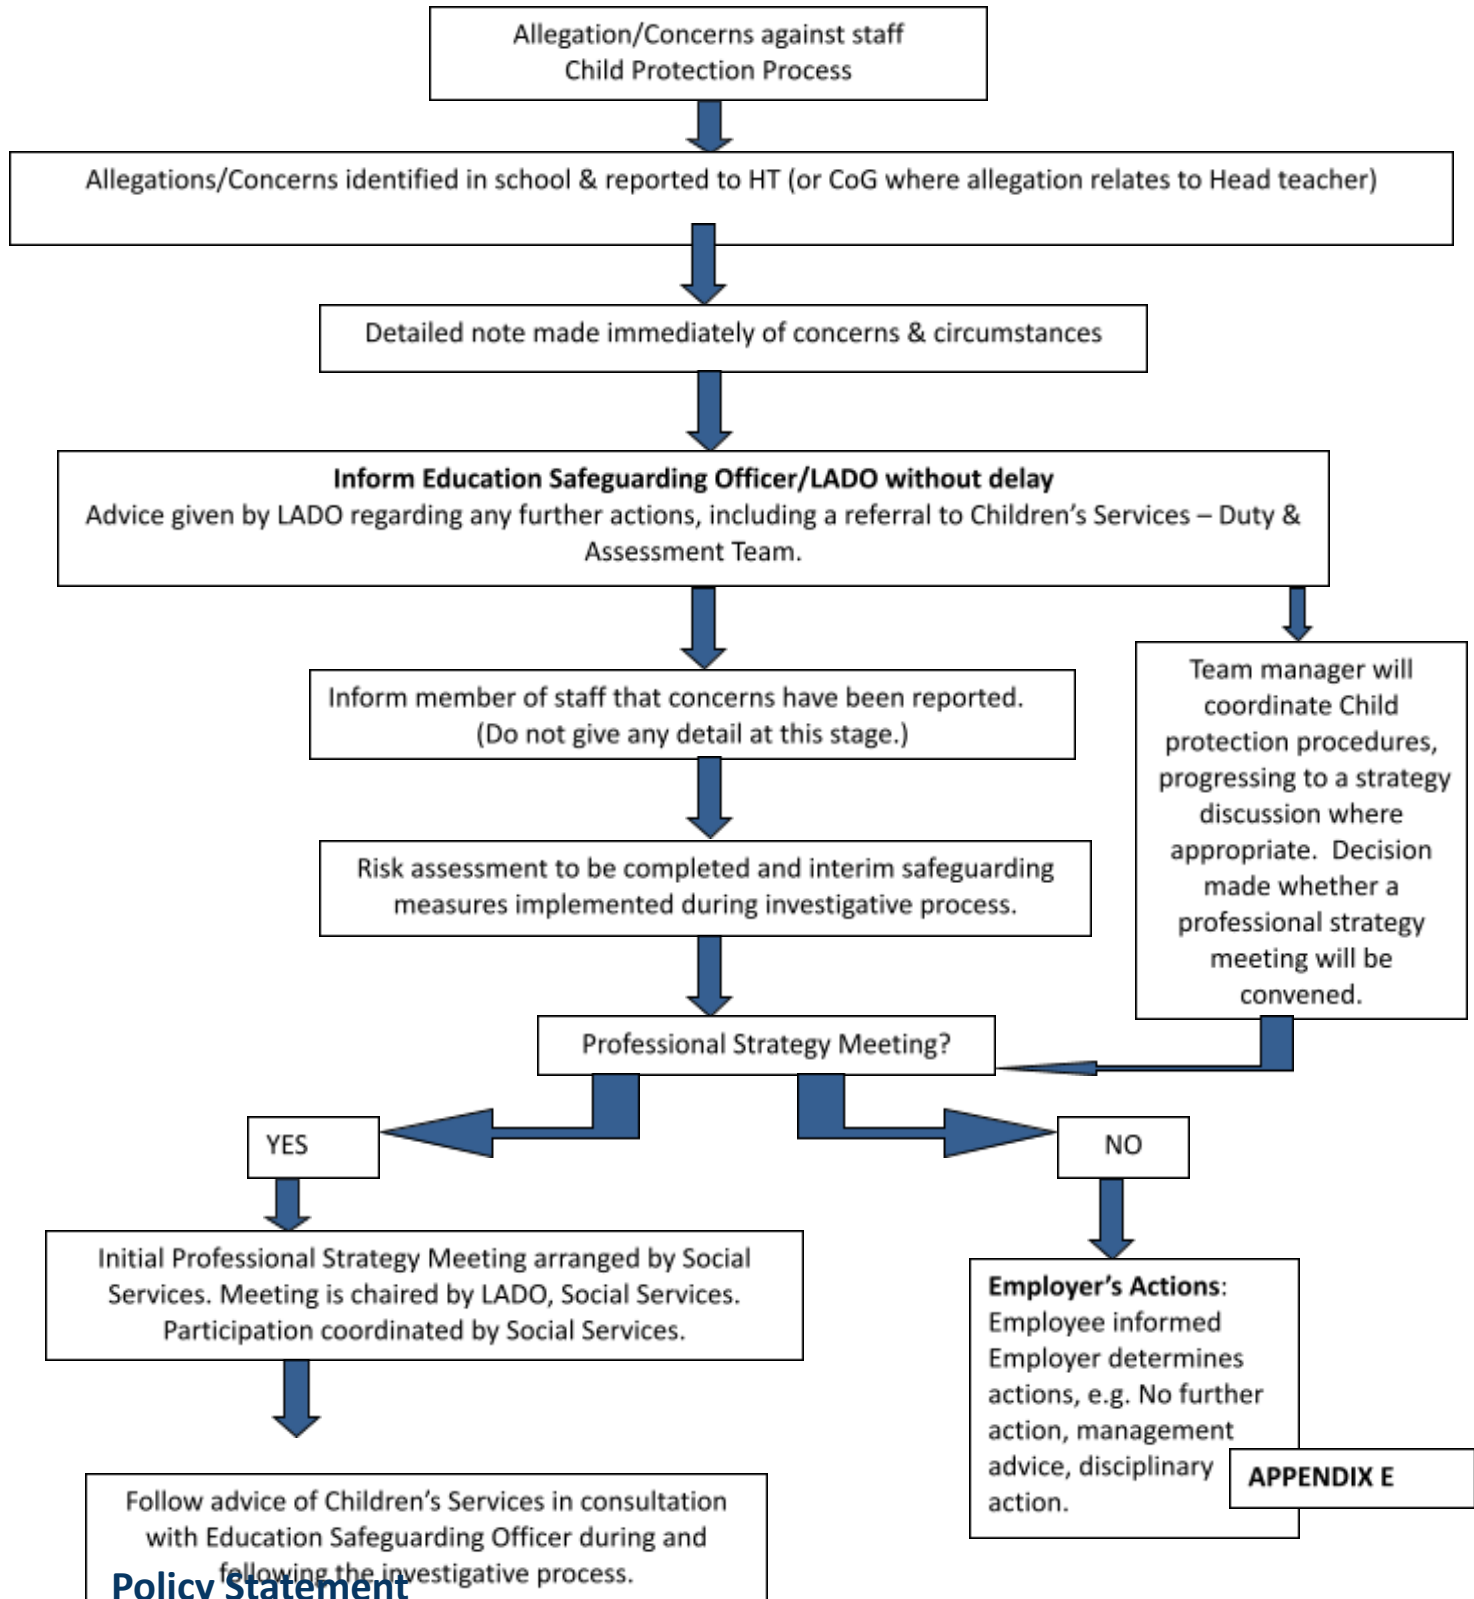 Allegation/Concerns against staff
Child Protection Process
Allegations/Concerns identified in school & reported to HT (or CoG where allegation relates to Head teacher)
Detailed note made immediately of concerns & circumstances
Inform Education Safeguarding Officer/LADO without delay
Advice given by LADO regarding any further actions, including a referral to Children’s Services – Duty &
Assessment Team.
Inform member of staff that concerns have been reported.
(Do not give any detail at this stage.)
Risk assessment to be completed and interim safeguarding
measures implemented during investigative process.
Team manager will
coordinate Child
protection procedures,
progressing to a strategy
discussion where
appropriate. Decision
made whether a
professional strategy
meeting will be
convened.
Professional Strategy Meeting?
YES
NO
Initial Professional Strategy Meeting arranged by Social
Services. Meeting is chaired by LADO, Social Services.
Participation coordinated by Social Services.
Employer’s Actions:
Employee informed
Employer determines
actions, e.g. No further
action, management
advice, disciplinary
action.
APPENDIX E
Follow advice of Children’s Services in consultation
with Education Safeguarding Officer during and
following the investigative process.
Policy Statement